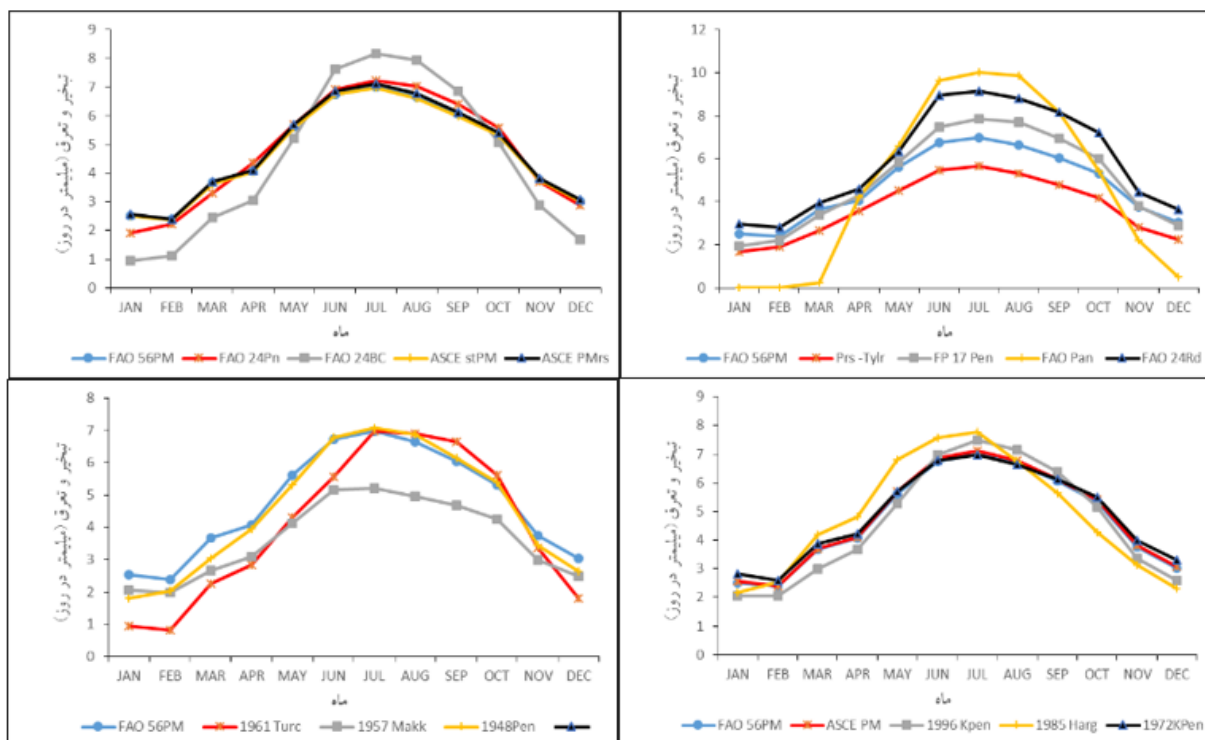 9
8
7
6
5
4
3
2
1
0
تبخیر و تعرق (میلیمتر در روز)
JAN FEB MAR APR MAY JUN JUL AUG SEP OCT NOV DEC
ماه
FAO 56PM FAO 24Pn FAO 24BC ASCE stPM ASCE PMrs
12
10
8
6
4
2
0
تبخیر و تعرق (میلیمتر در روز)
JAN FEB MAR APR MAY JUN JUL AUG SEP OCT NOV DEC
ماه
FAO 56PM Prs -Tylr FP 17 Pen FAO Pan FAO 24Rd
8
7
6
5
4
3
2
1
0
تبخیر و تعرق (میلیمتر در روز)
JAN FEB MAR APR MAY JUN JUL AUG SEP OCT NOV DEC
ماه
FAO 56PM 1961 Turc 1957 Makk 1948Pen
9
8
7
6
5
4
3
2
1
0
تبخیر و تعرق (میلیمتر در روز)
JAN FEB MAR APR MAY JUN JUL AUG SEP OCT NOV DEC
ماه
FAO 56PM ASCE PM 1996 Kpen 1985 Harg 1972KPen